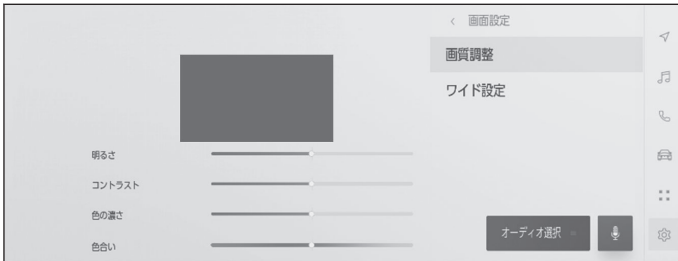 画面設定
画質調整
ワイド設定
明るさ
コントラスト
色の濃さ
色合い
オーディオ選択